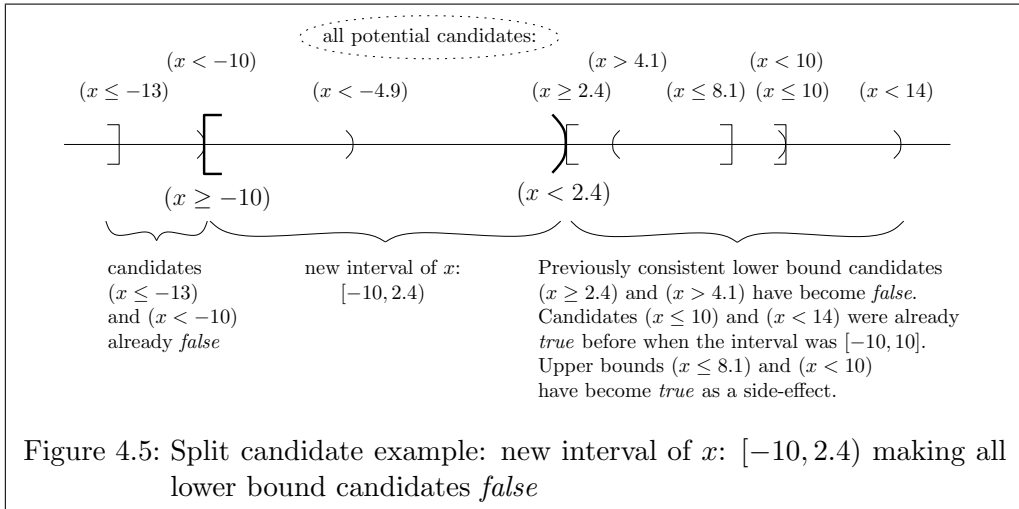 all potential candidates:
(x < −10) (x > 4.1) (x < 10)
(x ≤ −13) (x < −4.9) (x ≥ 2.4) (x ≤ 8.1) (x ≤ 10) (x < 14)
(x ≥ −10) (x < 2.4)
candidates
(x ≤ −13)
and (x < −10)
already false
new interval of x:
[−10, 2.4)
Previously consistent lower bound candidates
(x ≥ 2.4) and (x > 4.1) have become false.
Candidates (x ≤ 10) and (x < 14) were already
true before when the interval was [−10, 10].
Upper bounds (x ≤ 8.1) and (x < 10)
have become true as a side-effect.
Figure 4.5: Split candidate example: new interval of x: [−10, 2.4) making all
lower bound candidates false